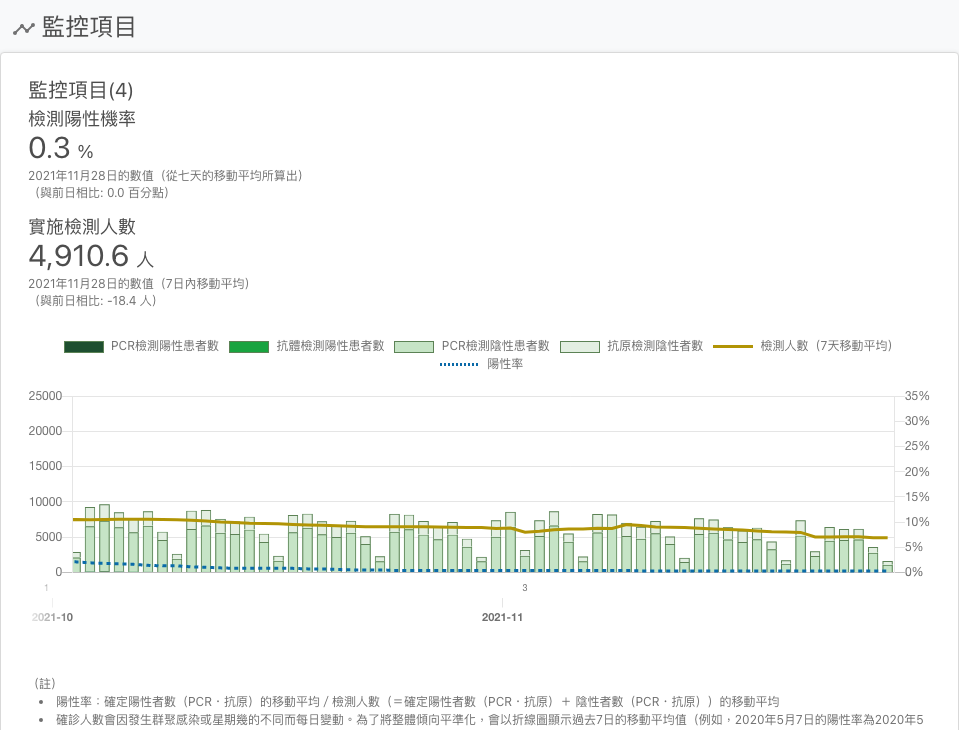 監控項目
監控項目(4)
檢測陽性機率
0.3 %
2021年11月28日的數值（從七天的移動平均所算出）
（與前日相比: 0.0 百分點）
實施檢測人數
4,910.6 人
2021年11月28日的數值（7日內移動平均）
（與前日相比: -18.4 人）
PCR檢測陽性患者數 抗體檢測陽性患者數 PCR檢測陰性患者數 抗原檢測陰性者數 檢測人數（7天移動平均）
陽性率
25000 35%
30%
20000
25%
15000 20%
15%
10000
10%
5000 5%
0 0%
1 3
2021-10 2021-11
（註）
• 陽性率：確定陽性者數（PCR・抗原）的移動平均 / 檢測人數（＝確定陽性者數（PCR・抗原）＋ 陰性者數（PCR・抗原））的移動平均
• 確診人數會因發生群聚感染或星期幾的不同而每日變動。為了將整體傾向平準化，會以折線圖顯示過去7日的移動平均值（例如，2020年5月7日的陽性率為2020年5